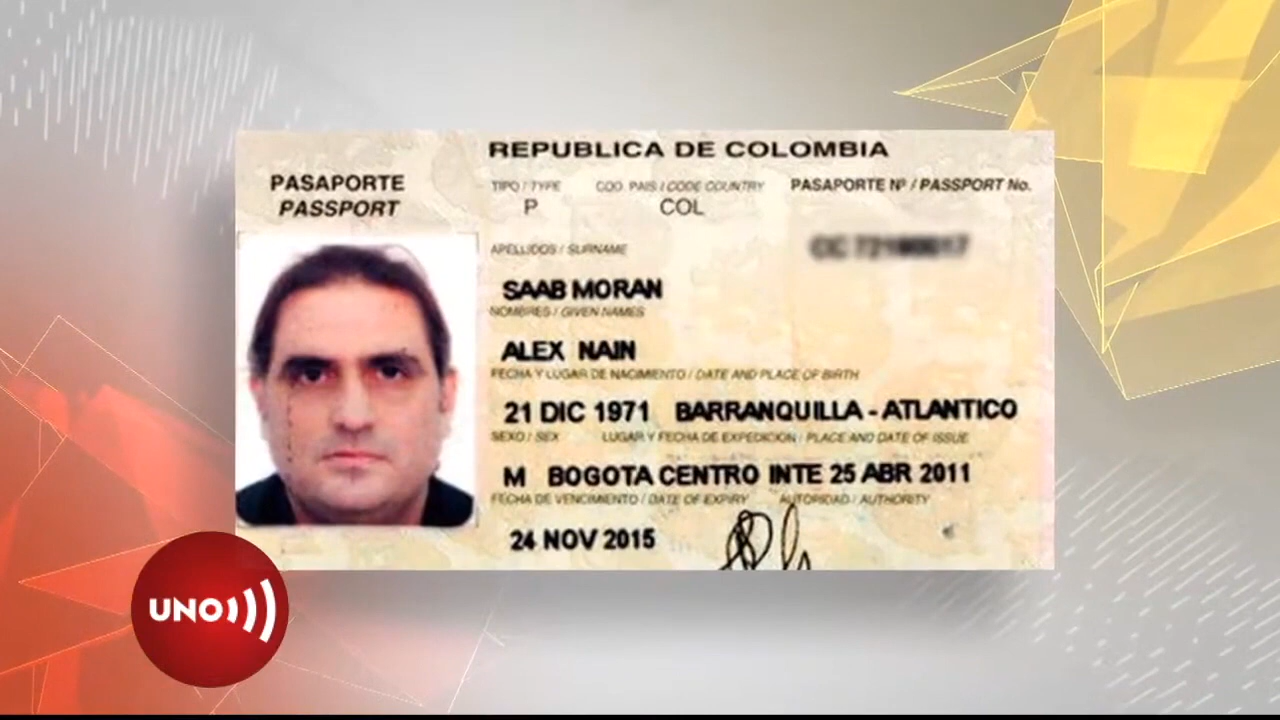 REPUBLICA DE COLOMBIA
PASAPORTE
PASSPORT
TIPO / TYPE COD. PAIS / CODE COUNTRY PASAPORTE Nº / PASSPORT No.
P COL
APELLIDOS / SURNAME
SAAB MORAN
NOMBRES / GIVEN NAMES
ALEX NAIN
FECHA Y LUGAR DE NACIMIENTO / DATE AND PLACE OF BIRTH
21 DIC 1971 BARRANQUILLA - ATLANTICO
SEXO / SEX LUGAR Y FECHA DE EXPEDICION / PLACE AND DATE OF ISSUE
M BOGOTA CENTRO INTE 25 ABR 2011
FECHA DE VENCIMIENTO / DATE OF EXPIRY AUTORIDAD / AUTHORITY
24 NOV 2015
UNO